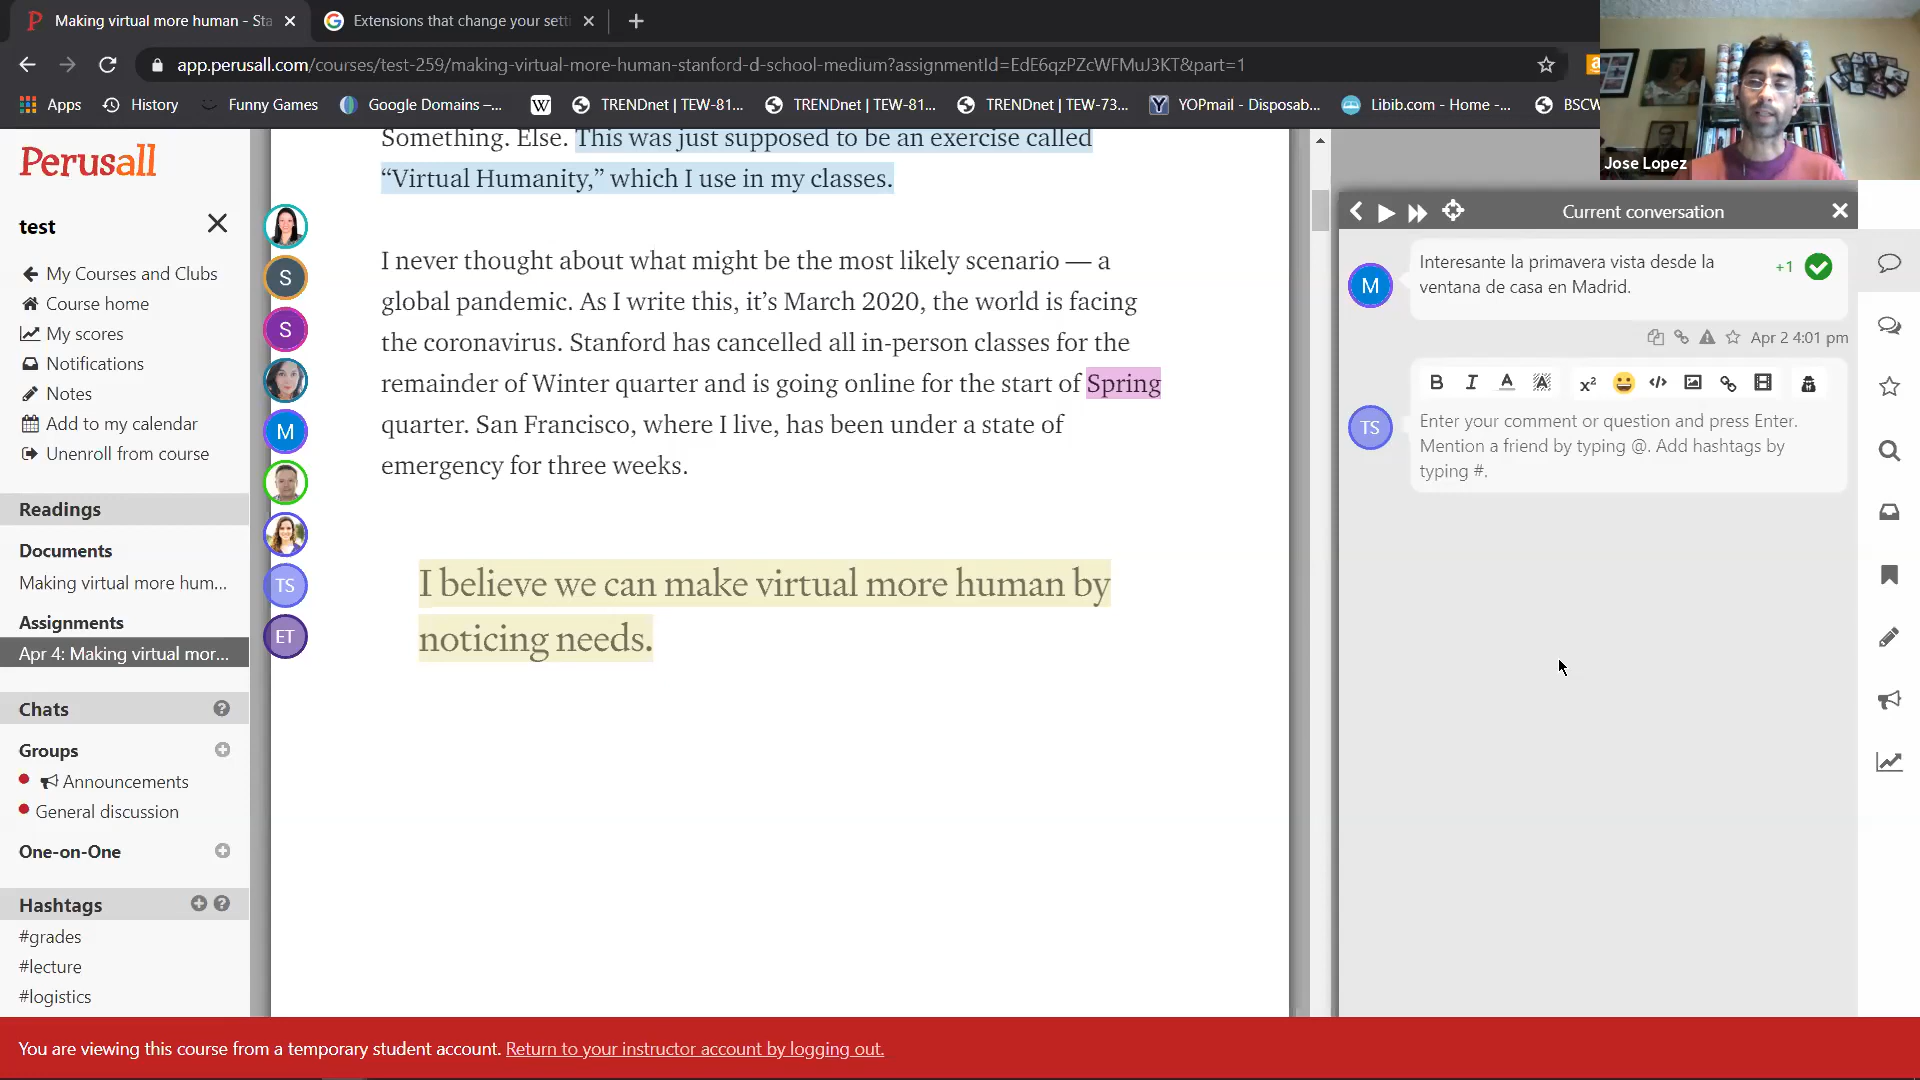 Making virtual more human - Sta
Extensions that change your sett
app.perusall.com/courses/test-259/making-virtual-more-human-stanford-d-school-medium?assignmentId=EdE6qzPZcWFMuJ3KT&part=1
Apps
History
Funny Games
Google Domains –...
W
TRENDnet | TEW-81...
TRENDnet | TEW-81...
TRENDnet | TEW-73...
Y
YOPmail - Disposab...
Libib.com - Home -...
BSCW
Jose Lopez
Perusall
test
My Courses and Clubs
Course home
My scores
Notifications
Notes
Add to my calendar
Unenroll from course
Readings
Documents
Making virtual more hum...
Assignments
Apr 4: Making virtual mor...
Chats
Groups
Announcements
General discussion
One-on-One
Hashtags
#grades
#lecture
#logistics
S
S
M
TS
ET
Something. Else. This was just supposed to be an exercise called
“Virtual Humanity,” which I use in my classes.
I never thought about what might be the most likely scenario — a
global pandemic. As I write this, it’s March 2020, the world is facing
the coronavirus. Stanford has cancelled all in-person classes for the
remainder of Winter quarter and is going online for the start of Spring
quarter. San Francisco, where I live, has been under a state of
emergency for three weeks.
I believe we can make virtual more human by
noticing needs.
Current conversation
M
Interesante la primavera vista desde la
ventana de casa en Madrid.
+1
Apr 2 4:01 pm
B I A A x² </>
TS
Enter your comment or question and press Enter.
Mention a friend by typing @. Add hashtags by
typing #.
You are viewing this course from a temporary student account. Return to your instructor account by logging out.